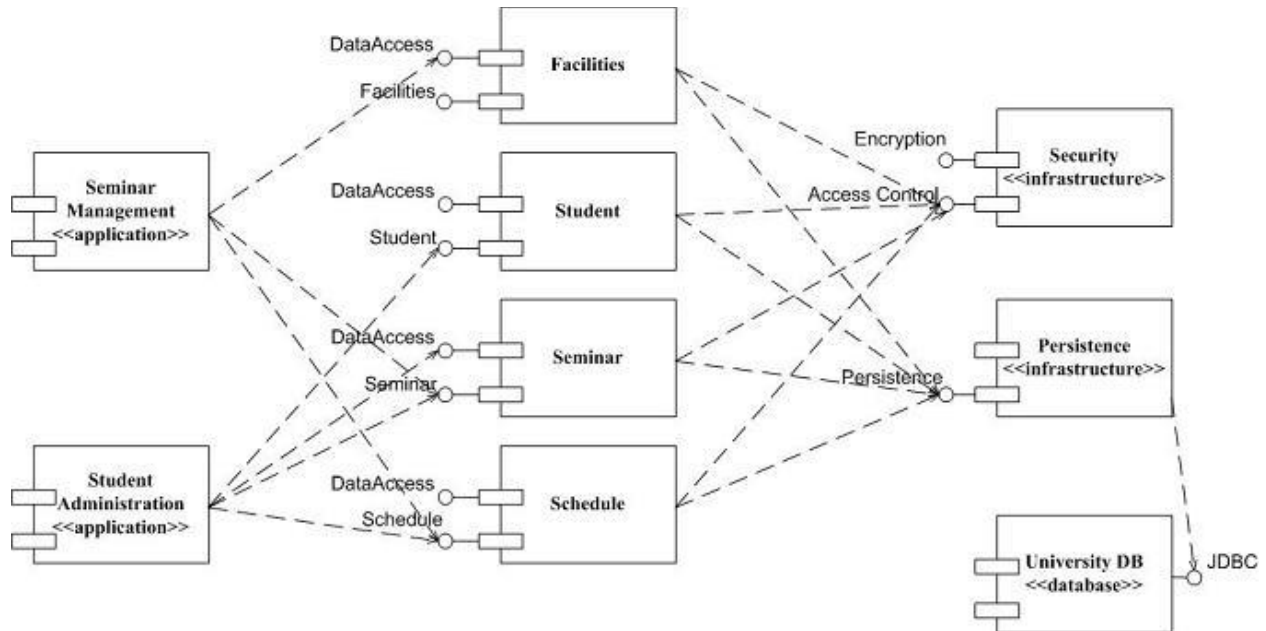 DataAccess
Facilities
Facilities
Encryption
Security
<<infrastructure>>
Access Control
Seminar
Management
<<application>>
DataAccess
Student
Student
DataAccess
Seminar
Seminar
Persistence
<<infrastructure>>
Persistence
Student
Administration
<<application>>
DataAccess
Schedule
Schedule
University DB
<<database>>
JDBC